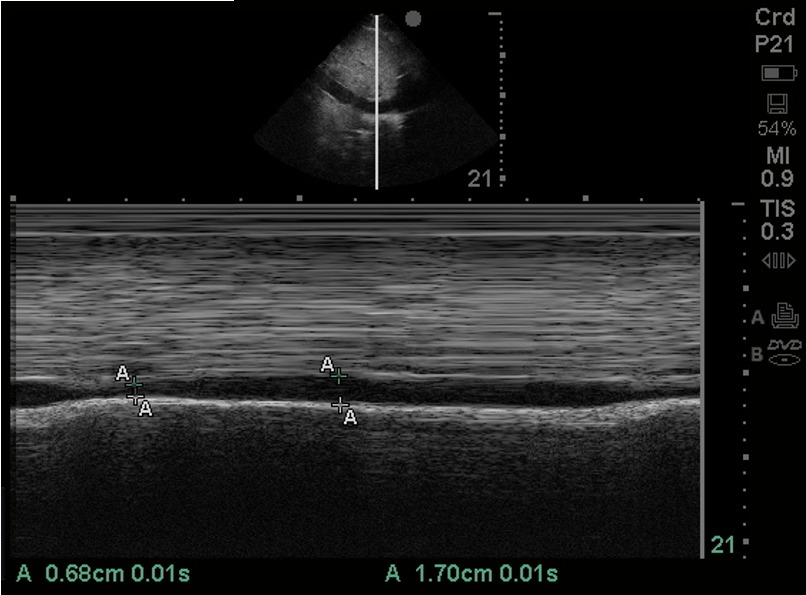 Crd
P21
54%
MI
0.9
TIS
0.3
21
A
B DVD
A A
A A
21
A 0.68cm 0.01s A 1.70cm 0.01s